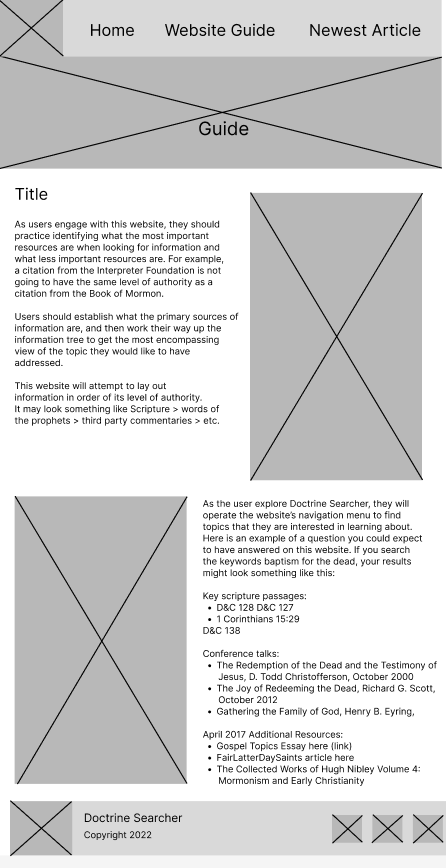 Home Website Guide Newest Article
Guide
Title
As users engage with this website, they should
practice identifying what the most important
resources are when looking for information and
what less important resources are. For example,
a citation from the Interpreter Foundation is not
going to have the same level of authority as a
citation from the Book of Mormon.
Users should establish what the primary sources of
information are, and then work their way up the
information tree to get the most encompassing
view of the topic they would like to have
addressed.
This website will attempt to lay out
information in order of its level of authority.
It may look something like Scripture > words of
the prophets > third party commentaries > etc.
As the user explore Doctrine Searcher, they will
operate the website's navigation menu to find
topics that they are interested in learning about.
Here is an example of a question you could expect
to have answered on this website. If you search
the keywords baptism for the dead, your results
might look something like this:
Key scripture passages:
• D&C 128 D&C 127
• 1 Corinthians 15:29
D&C 138
Conference talks:
• The Redemption of the Dead and the Testimony of
Jesus, D. Todd Christofferson, October 2000
• The Joy of Redeeming the Dead, Richard G. Scott,
October 2012
• Gathering the Family of God, Henry B. Eyring,
April 2017 Additional Resources:
• Gospel Topics Essay here (link)
• FairLatterDaySaints article here
• The Collected Works of Hugh Nibley Volume 4:
Mormonism and Early Christianity
Doctrine Searcher
Copyright 2022